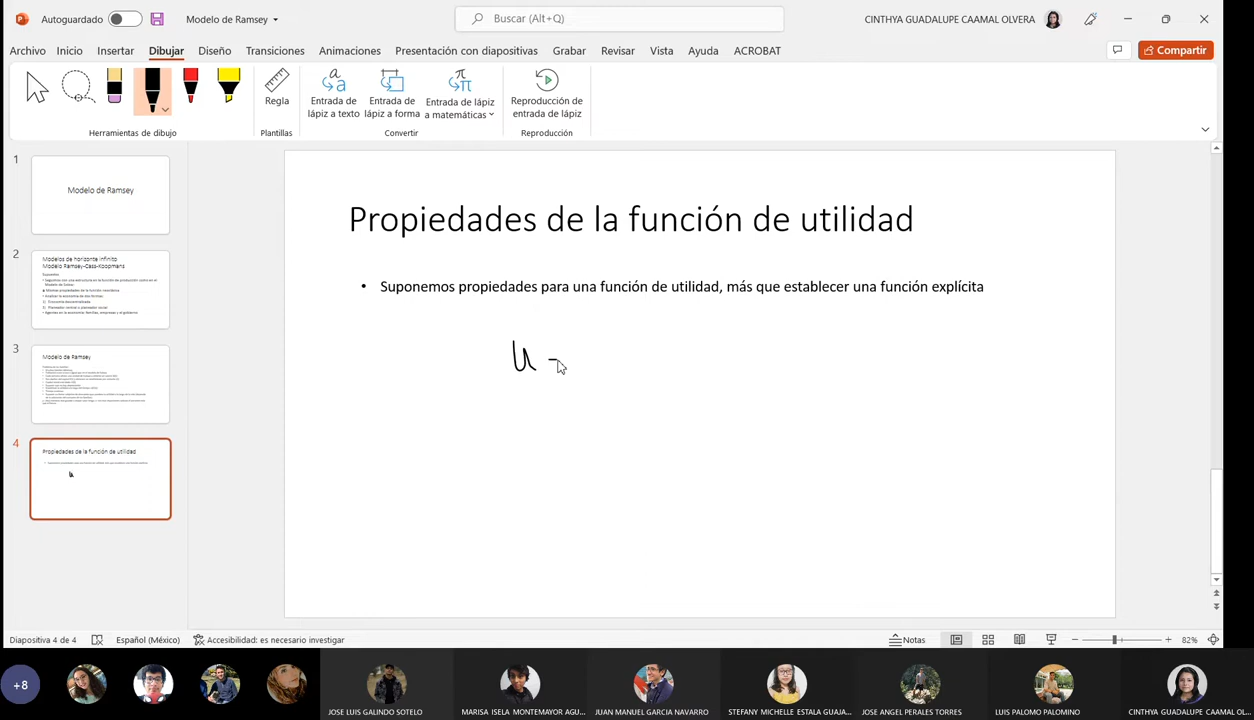 Autoguardado
Modelo de Ramsey
Buscar (Alt+Q)
CINTHYA GUADALUPE CAAMAL OLVERA
Archivo Inicio Insertar Dibujar Diseño Transiciones Animaciones Presentación con diapositivas Grabar Revisar Vista Ayuda ACROBAT
Compartir
Regla
Entrada de lápiz a texto
Entrada de lápiz a forma
Entrada de lápiz a matemáticas
Reproducción de entrada de lápiz
Herramientas de dibujo
Plantillas
Convertir
Reproducción
1
Modelo de Ramsey
2
Modelos de horizonte infinito
Modelo Ramsey-Cass-Koopmans
3
Modelo de Ramsey
4
Propiedades de la función de utilidad
Propiedades de la función de utilidad
• Suponemos propiedades para una función de utilidad, más que establecer una función explícita
u -
Diapositiva 4 de 4
Español (México)
Accesibilidad: es necesario investigar
Notas
82%
+8
JOSE LUIS GALINDO SOTELO
MARISA ISELA MONTEMAYOR AGU...
JUAN MANUEL GARCIA NAVARRO
STEFANY MICHELLE ESTALA GUAJA...
JOSE ANGEL PERALES TORRES
LUIS PALOMO PALOMINO
CINTHYA GUADALUPE CAAMAL OL...